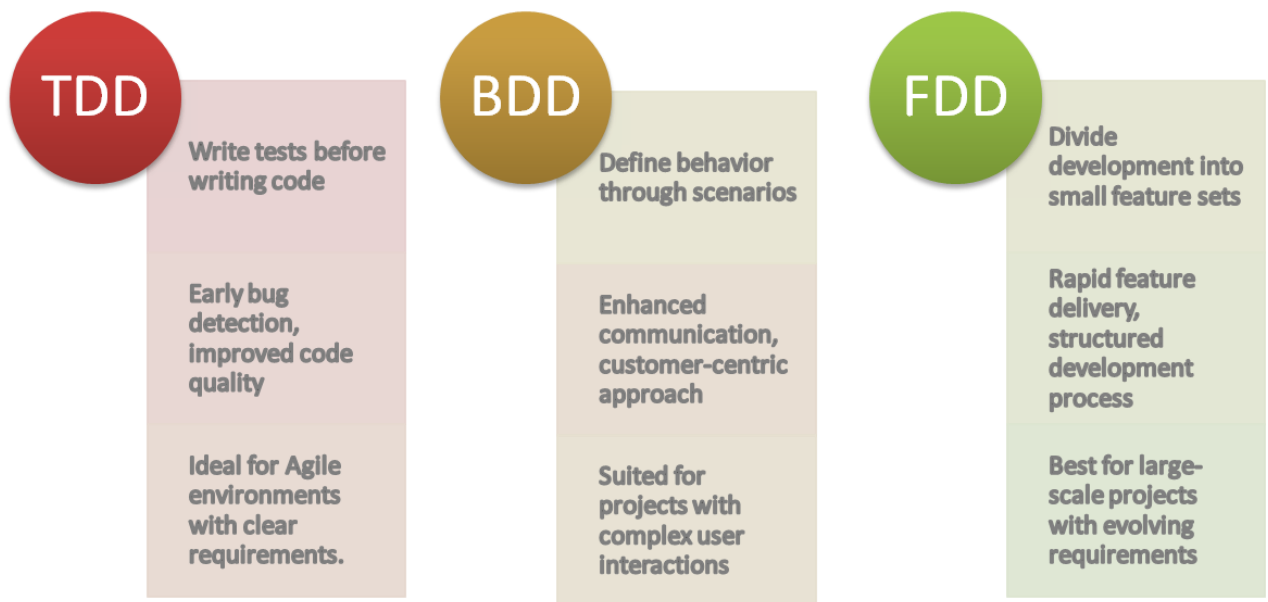 TDD
Write tests before
writing code
Early bug
detection,
improved code
quality
Ideal for Agile
environments
with clear
requirements.
BDD
Define behavior
through scenarios
Enhanced
communication,
customer-centric
approach
Suited for
projects with
complex user
interactions
FDD
Divide
development into
small feature sets
Rapid feature
delivery,
structured
development
process
Best for large-
scale projects
with evolving
requirements